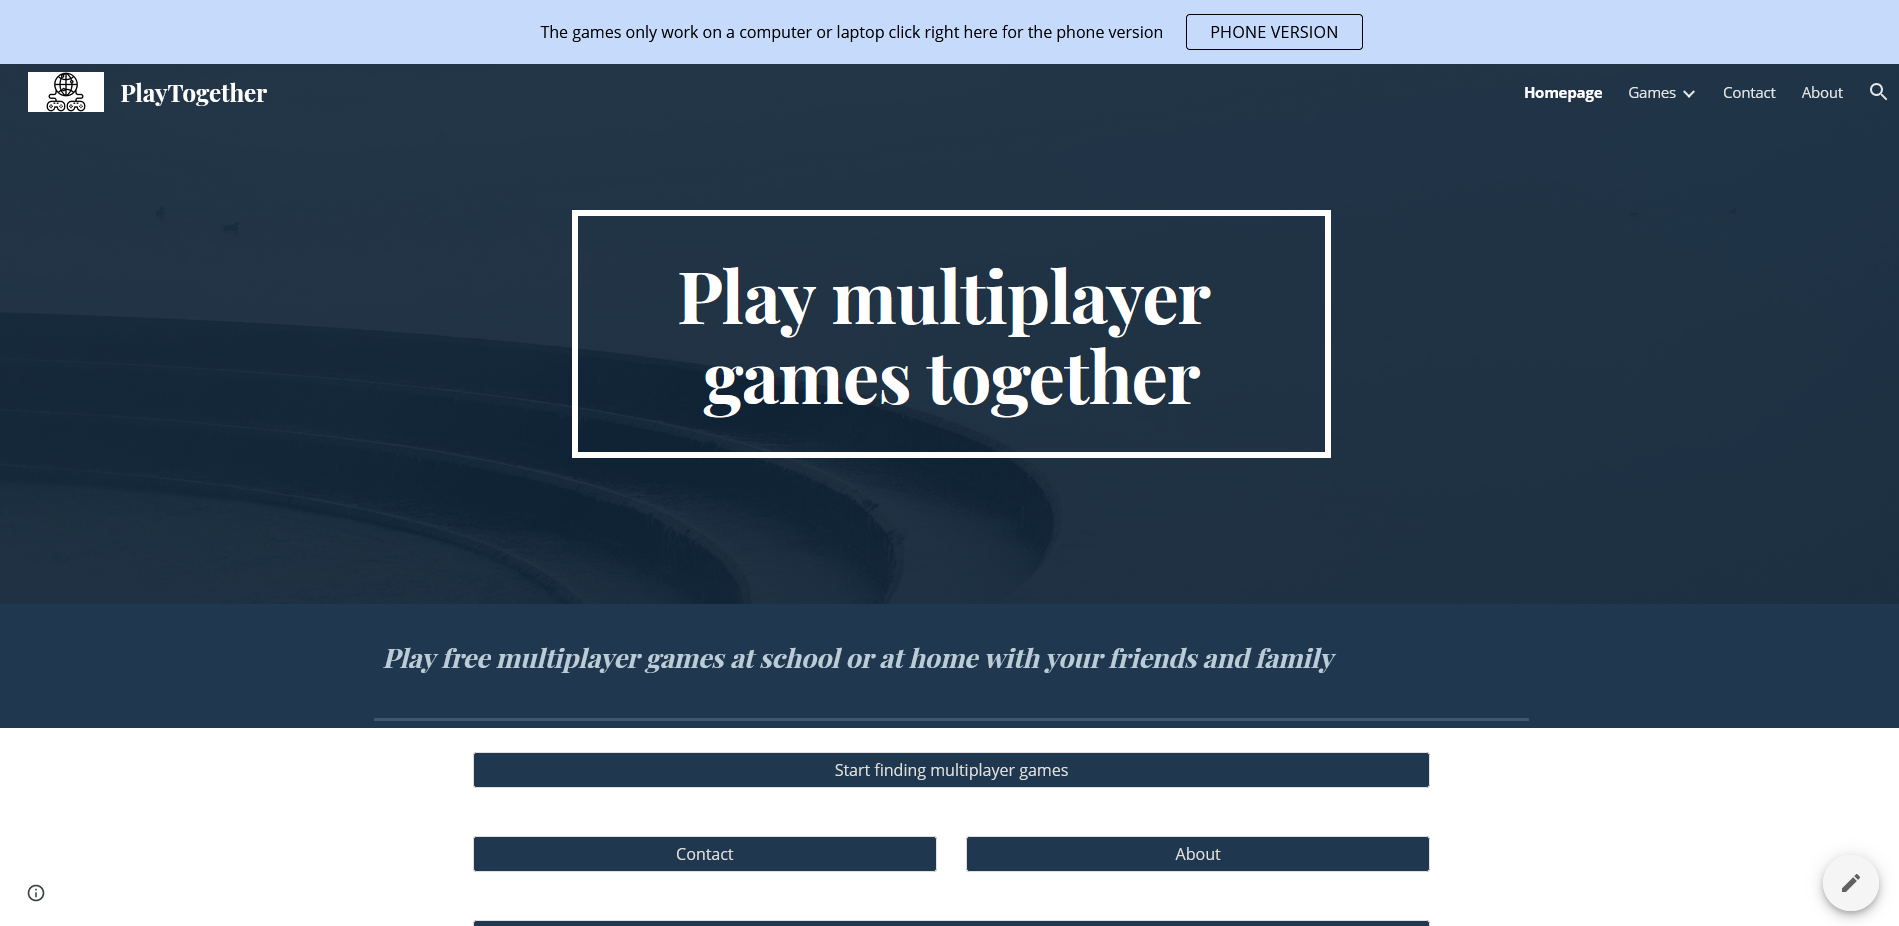 The games only work on a computer or laptop click right here for the phone version
PHONE VERSION
PlayTogether
Homepage
Games
Contact
About
Play multiplayer
games together
Play free multiplayer games at school or at home with your friends and family
Start finding multiplayer games
Contact
About